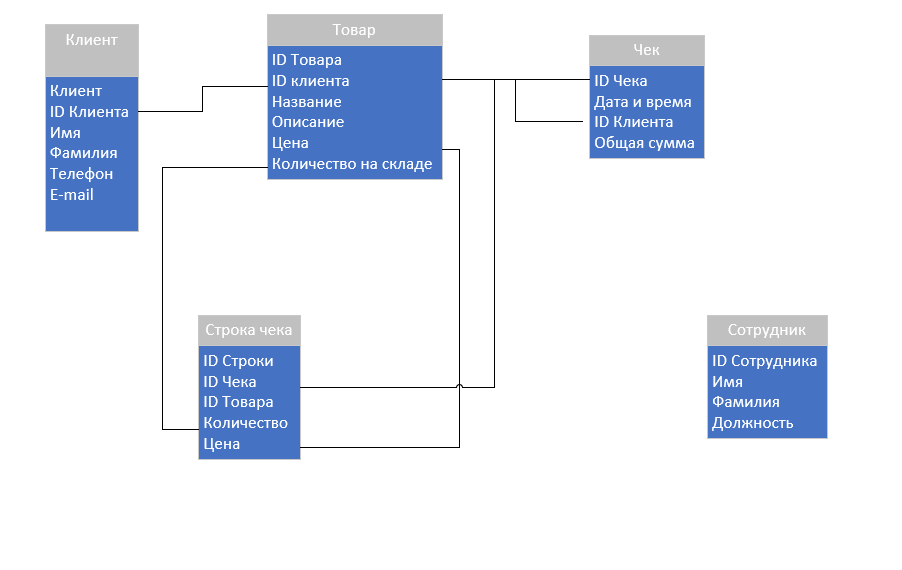 Клиент
Клиент
ID Клиента
Имя
Фамилия
Телефон
E-mail
Товар
ID Товара
ID клиента
Название
Описание
Цена
Количество на складе
Чек
ID Чека
Дата и время
ID Клиента
Общая сумма
Строка чека
ID Строки
ID Чека
ID Товара
Количество
Цена
Сотрудник
ID Сотрудника
Имя
Фамилия
Должность